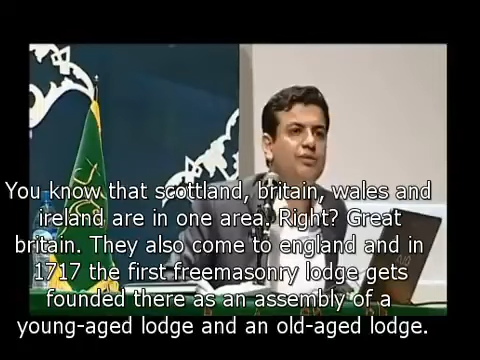 You know that scottland, britain, wales and
ireland are in one area. Right? Great
britain. They also come to england and in
1717 the first freemasonry lodge gets
founded there as an assembly of a
young-aged lodge and an old-aged lodge.